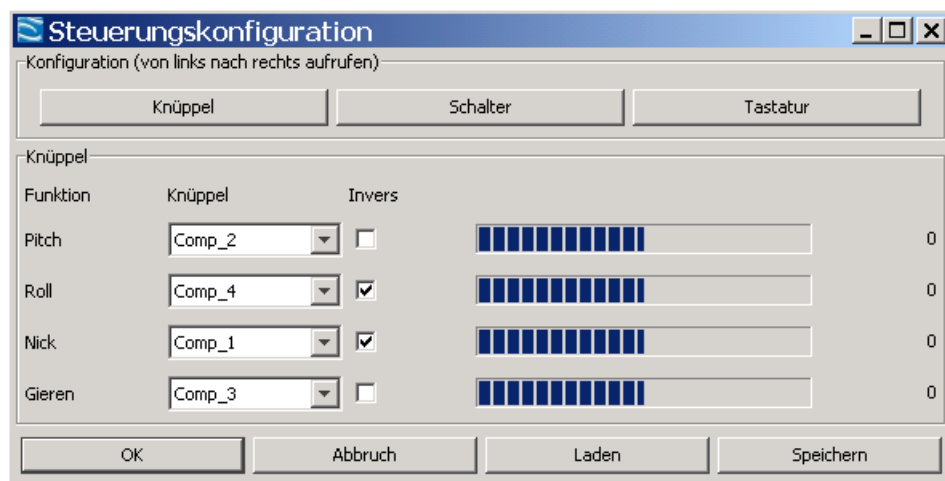 Steuerungskonfiguration
Konfiguration (von links nach rechts aufrufen)
Knüppel Schalter Tastatur
Knüppel
Funktion Knüppel Invers
Pitch Comp_2 0
Roll Comp_4 0
Nick Comp_1 0
Gieren Comp_3 0
OK Abbruch Laden Speichern